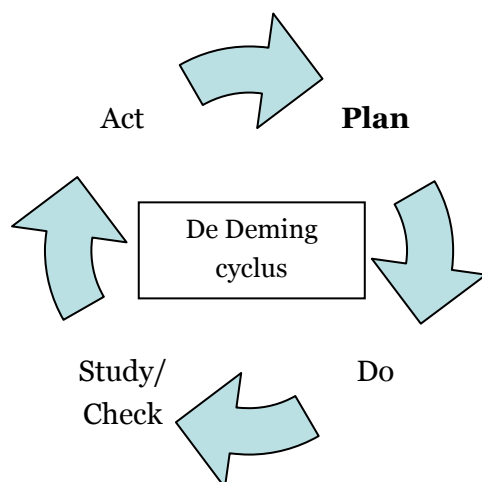 Act
Plan
De Deming
cyclus
Study/
Check
Do